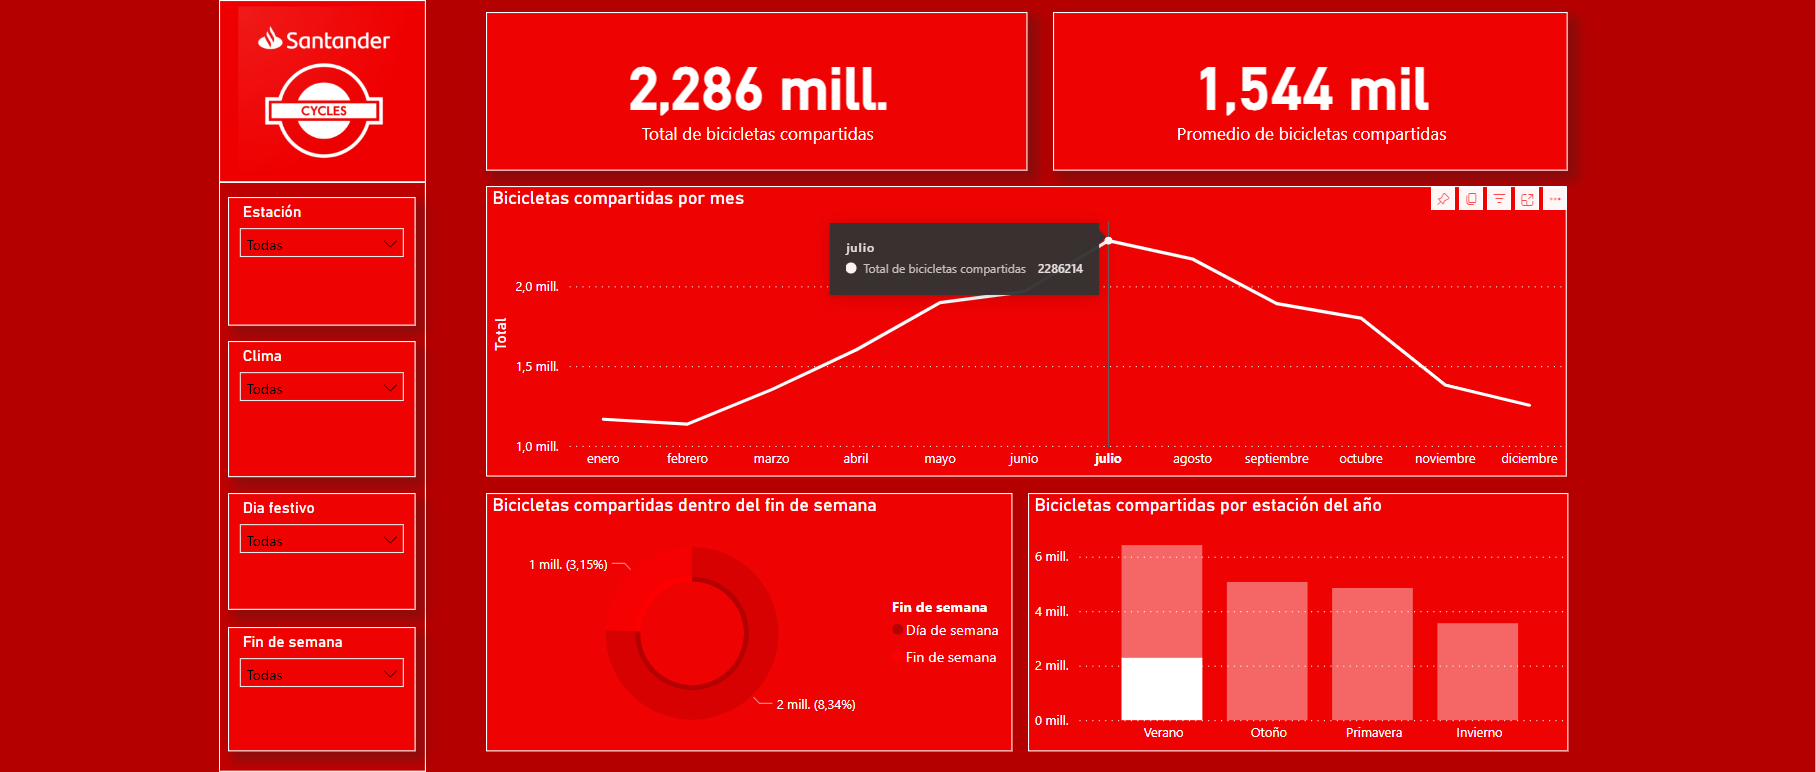 Santander
CYCLES
2,286 mill.
Total de bicicletas compartidas
1,544 mil
Promedio de bicicletas compartidas
Estación
Todas
Clima
Todas
Dia festivo
Todas
Fin de semana
Todas
Bicicletas compartidas por mes
julio
Total de bicicletas compartidas 2286214
Total
2,0 mill.
1,5 mill.
1,0 mill.
enero febrero marzo abril mayo junio julio agosto septiembre octubre noviembre diciembre
Bicicletas compartidas dentro del fin de semana
1 mill. (3,15%)
2 mill. (8,34%)
Fin de semana
Día de semana
Fin de semana
Bicicletas compartidas por estación del año
6 mill.
4 mill.
2 mill.
0 mill.
Verano Otoño Primavera Invierno